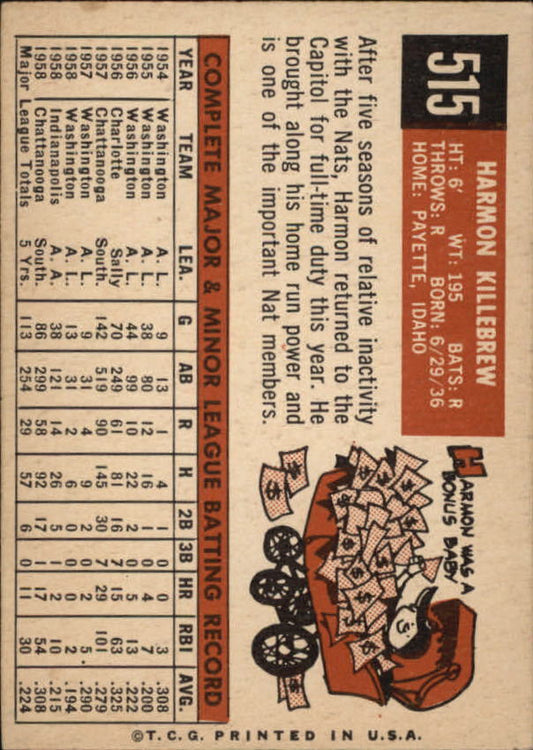 515
HARMON KILLEBREW
HT: 6' WT: 195 BATS: R
THROWS: R BORN: 6/29/36
HOME: PAYETTE, IDAHO
After five seasons of relative inactivity
with the Nats, Harmon returned to the
Capitol for full-time duty this year. He
brought along his home run power and
is one of the important Nat members.
HARMON WAS A
BONUS BABY
COMPLETE MAJOR & MINOR LEAGUE BATTING RECORD
YEAR TEAM LEA. G AB R H 2B 3B HR RBI AVG.
1954 Washington A. L. 9 13 1 4 1 0 0 3 .308
1955 Washington A. L. 38 80 12 16 1 0 4 7 .200
1956 Washington A. L. 44 99 10 22 2 0 5 13 .222
1956 Charlotte Sally 70 249 61 81 16 7 15 63 .325
1957 Chattanooga South. 142 519 90 145 30 7 29 101 .279
1957 Washington A. L. 9 31 4 9 2 0 2 5 .290
1958 Washington A. L. 13 31 2 6 0 0 0 2 .194
1958 Indianapolis A. A. 38 121 14 26 5 1 2 10 .215
1958 Chattanooga South. 86 299 58 92 17 1 17 54 .308
Major League Totals 5 Yrs. 113 254 29 57 6 0 11 30 .224
©T.C.G. PRINTED IN U.S.A.